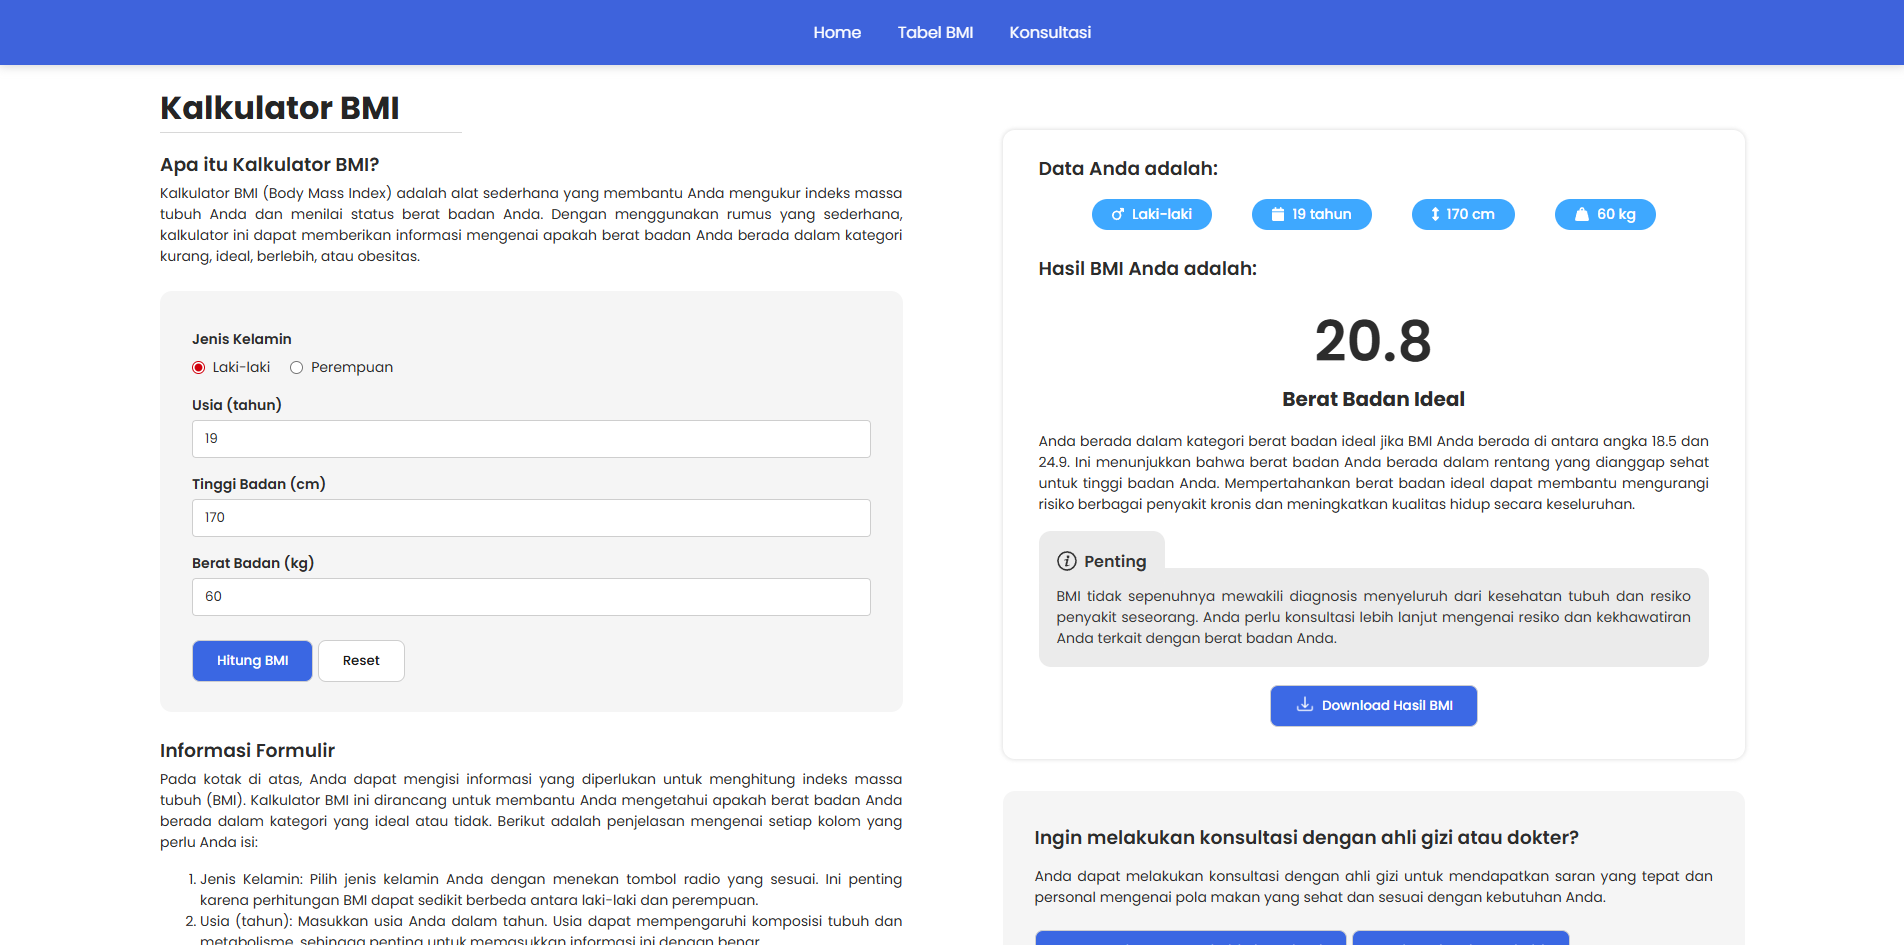 Home Tabel BMI Konsultasi
Kalkulator BMI
Apa itu Kalkulator BMI?
Kalkulator BMI (Body Mass Index) adalah alat sederhana yang membantu Anda mengukur indeks massa
tubuh Anda dan menilai status berat badan Anda. Dengan menggunakan rumus yang sederhana,
kalkulator ini dapat memberikan informasi mengenai apakah berat badan Anda berada dalam kategori
kurang, ideal, berlebih, atau obesitas.
Jenis Kelamin
Laki-laki Perempuan
Usia (tahun)
19
Tinggi Badan (cm)
170
Berat Badan (kg)
60
Hitung BMI Reset
Informasi Formulir
Pada kotak di atas, Anda dapat mengisi informasi yang diperlukan untuk menghitung indeks massa
tubuh (BMI). Kalkulator BMI ini dirancang untuk membantu Anda mengetahui apakah berat badan Anda
berada dalam kategori yang ideal atau tidak. Berikut adalah penjelasan mengenai setiap kolom yang
perlu Anda isi:
1. Jenis Kelamin: Pilih jenis kelamin Anda dengan menekan tombol radio yang sesuai. Ini penting
karena perhitungan BMI dapat sedikit berbeda antara laki-laki dan perempuan.
2. Usia (tahun): Masukkan usia Anda dalam tahun. Usia dapat mempengaruhi komposisi tubuh dan
metabolisme, sehingga penting untuk memasukkan informasi ini dengan benar.
Data Anda adalah:
Laki-laki 19 tahun 170 cm 60 kg
Hasil BMI Anda adalah:
20.8
Berat Badan Ideal
Anda berada dalam kategori berat badan ideal jika BMI Anda berada di antara angka 18.5 dan
24.9. Ini menunjukkan bahwa berat badan Anda berada dalam rentang yang dianggap sehat
untuk tinggi badan Anda. Mempertahankan berat badan ideal dapat membantu mengurangi
risiko berbagai penyakit kronis dan meningkatkan kualitas hidup secara keseluruhan.
Penting
BMI tidak sepenuhnya mewakili diagnosis menyeluruh dari kesehatan tubuh dan resiko
penyakit seseorang. Anda perlu konsultasi lebih lanjut mengenai resiko dan kekhawatiran
Anda terkait dengan berat badan Anda.
Download Hasil BMI
Ingin melakukan konsultasi dengan ahli gizi atau dokter?
Anda dapat melakukan konsultasi dengan ahli gizi untuk mendapatkan saran yang tepat dan
personal mengenai pola makan yang sehat dan sesuai dengan kebutuhan Anda.